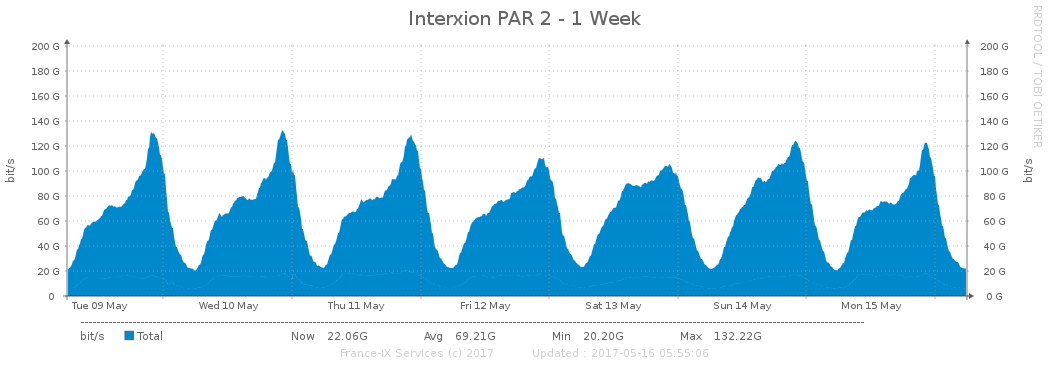 Interxion PAR 2 - 1 Week
RRDTOOL / TOBI OETIKER
bit/s
200 G 200 G
180 G 180 G
160 G 160 G
140 G 140 G
120 G 120 G
100 G 100 G
80 G 80 G
60 G 60 G
40 G 40 G
20 G 20 G
0 0 G
bit/s
Tue 09 May Wed 10 May Thu 11 May Fri 12 May Sat 13 May Sun 14 May Mon 15 May
bit/s Total Now 22.06G Avg 69.21G Min 20.20G Max 132.22G
France-IX Services (c) 2017 Updated : 2017-05-16 05:55:06